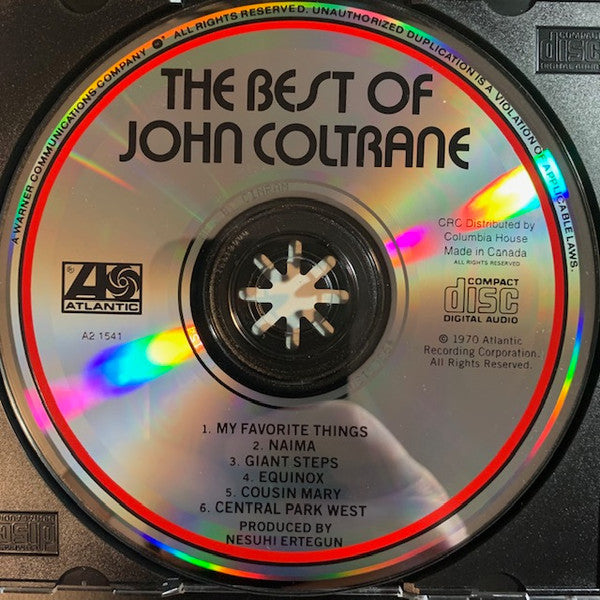 A WARNER COMMUNICATIONS COMPANY ALL RIGHTS RESERVED. UNAUTHORIZED DUPLICATION IS A VIOLATION OF APPLICABLE LAWS.
THE BEST OF
JOHN COLTRANE
CRC Distributed by
Columbia House
Made in Canada
ALL RIGHTS RESERVED
ATLANTIC
A2 1541
COMPACT
disc
DIGITAL AUDIO
© 1970 Atlantic
Recording Corporation.
All Rights Reserved.
1. MY FAVORITE THINGS
2. NAIMA
3. GIANT STEPS
4. EQUINOX
5. COUSIN MARY
6. CENTRAL PARK WEST
PRODUCED BY
NESUHI ERTEGUN